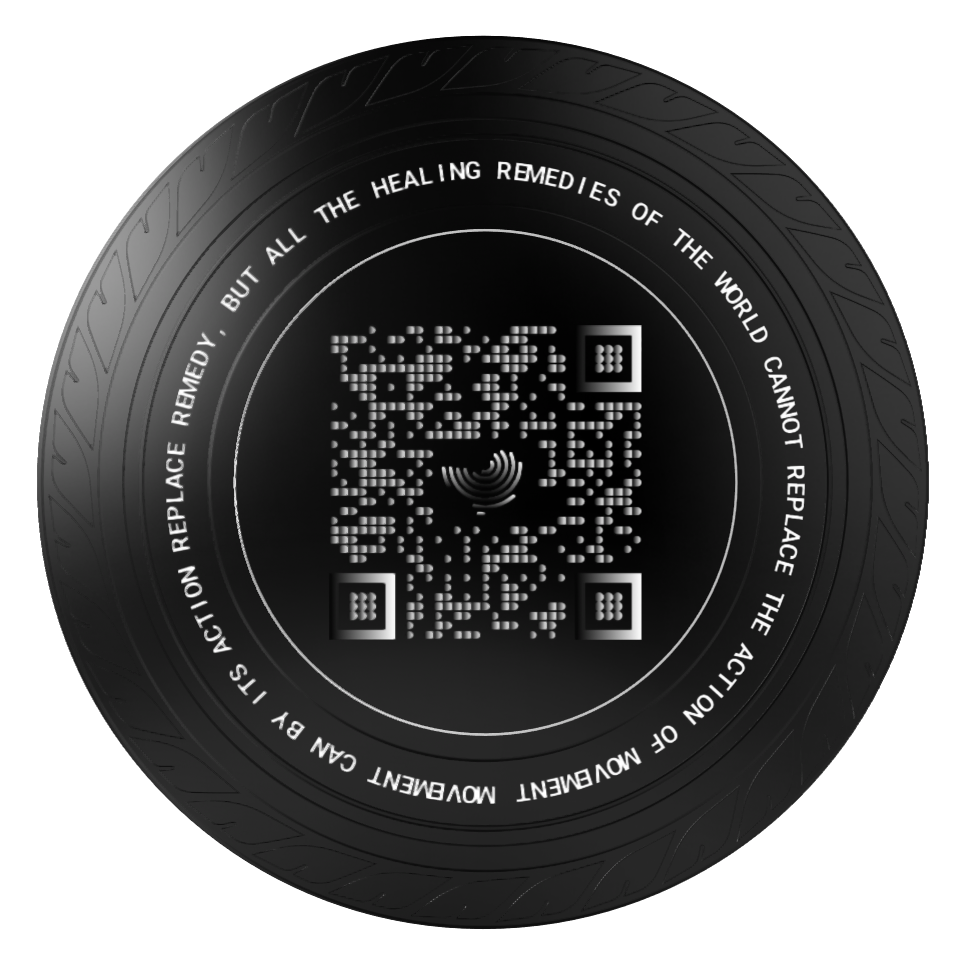 MOVEMENT CAN BY ITS ACTION REPLACE REMEDY, BUT ALL THE HEALING REMEDIES OF THE WORLD CANNOT REPLACE THE ACTION OF MOVEMENT